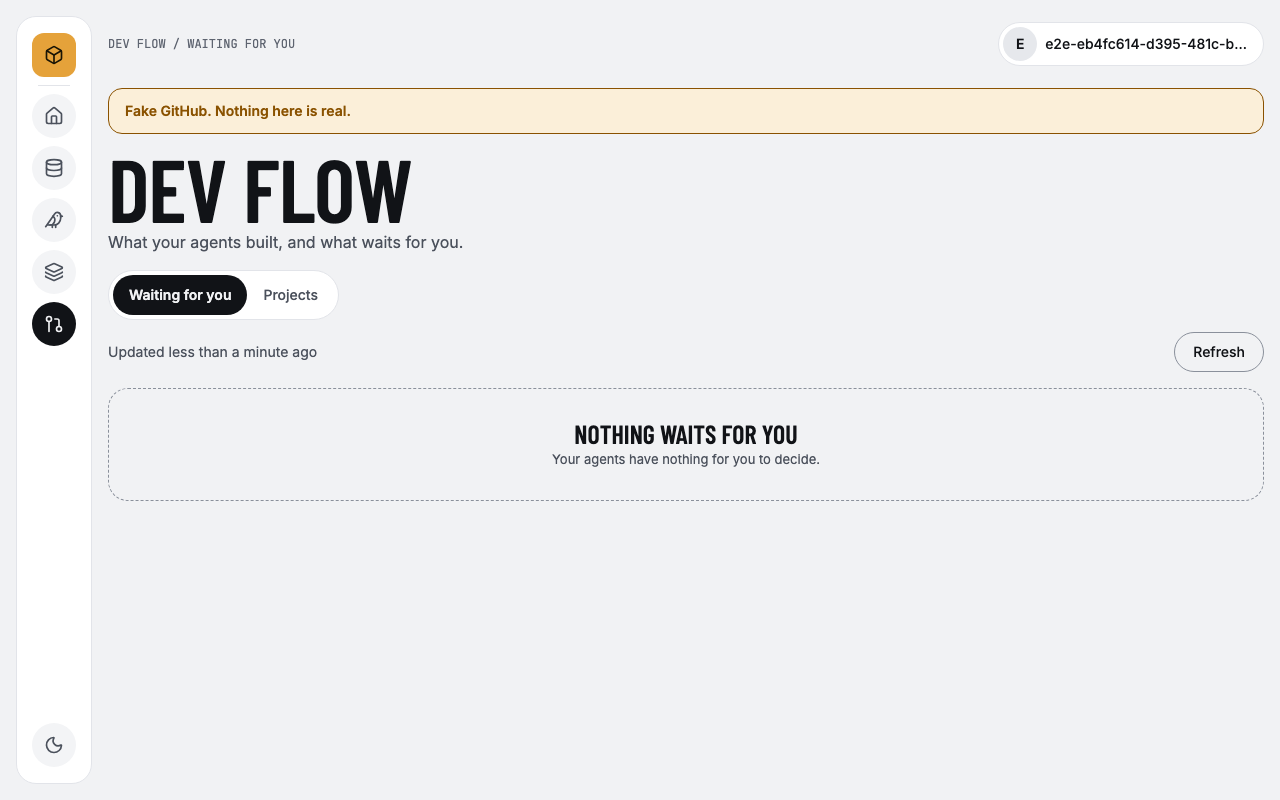 DEV FLOW / WAITING FOR YOU
E e2e-eb4fc614-d395-481c-b...
Fake GitHub. Nothing here is real.
DEV FLOW
What your agents built, and what waits for you.
Waiting for you Projects
Updated less than a minute ago Refresh
NOTHING WAITS FOR YOU
Your agents have nothing for you to decide.